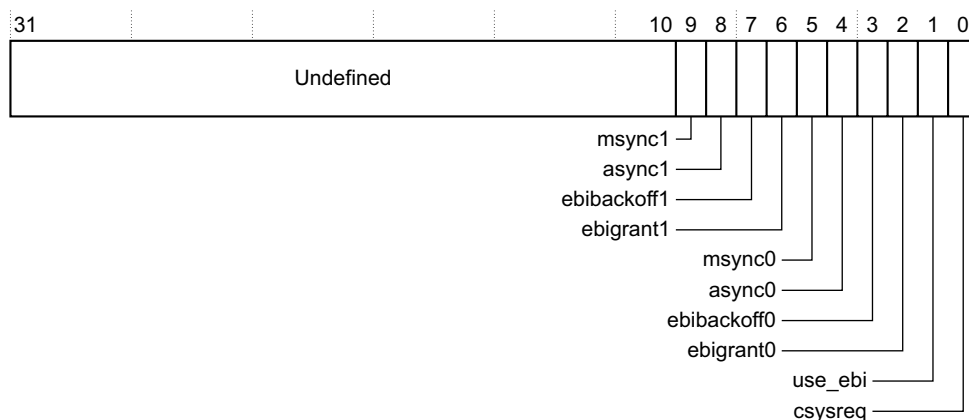 31 10 9 8 7 6 5 4 3 2 1 0
Undefined
msync1
async1
ebibackoff1
ebigrant1
msync0
async0
ebibackoff0
ebigrant0
use_ebi
csysreq